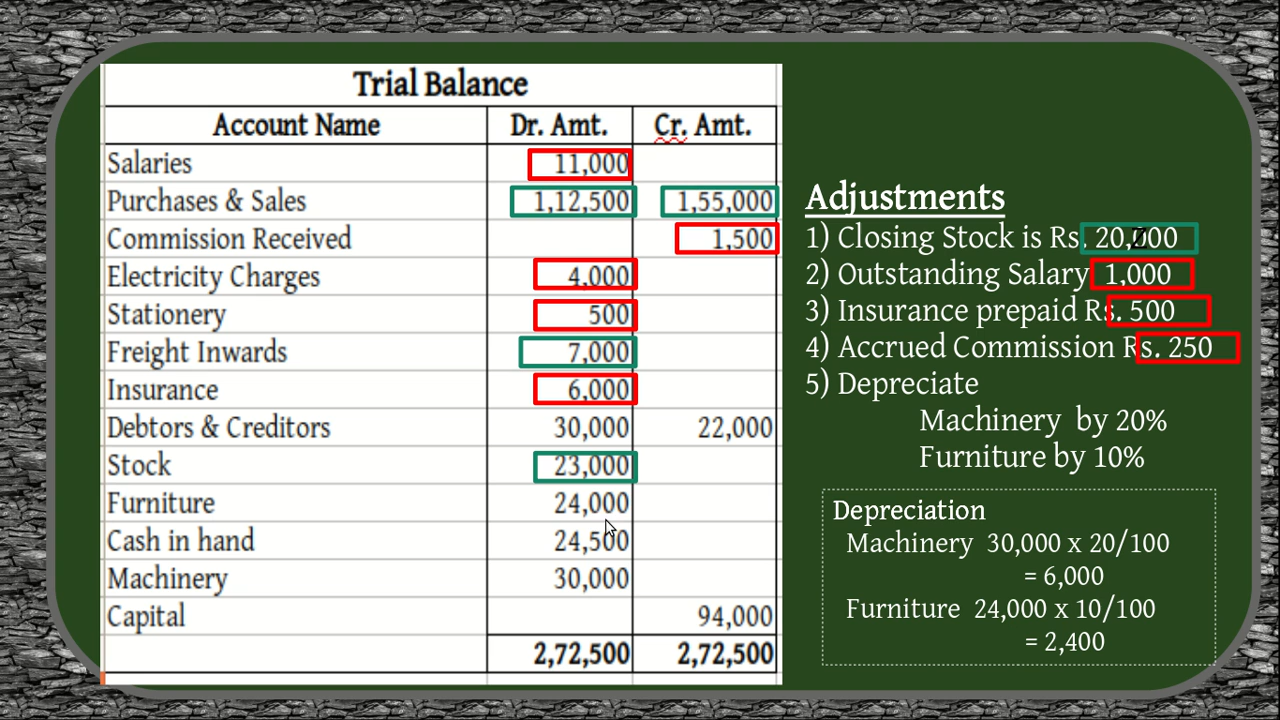 Trial Balance
Account Name Dr. Amt. Cr. Amt.
Salaries 11,000
Purchases & Sales 1,12,500 1,55,000
Commission Received 1,500
Electricity Charges 4,000
Stationery 500
Freight Inwards 7,000
Insurance 6,000
Debtors & Creditors 30,000 22,000
Stock 23,000
Furniture 24,000
Cash in hand 24,500
Machinery 30,000
Capital 94,000
2,72,500 2,72,500
Adjustments
1) Closing Stock is Rs. 20,000
2) Outstanding Salary 1,000
3) Insurance prepaid Rs. 500
4) Accrued Commission Rs. 250
5) Depreciate
Machinery by 20%
Furniture by 10%
Depreciation
Machinery 30,000 x 20/100
= 6,000
Furniture 24,000 x 10/100
= 2,400